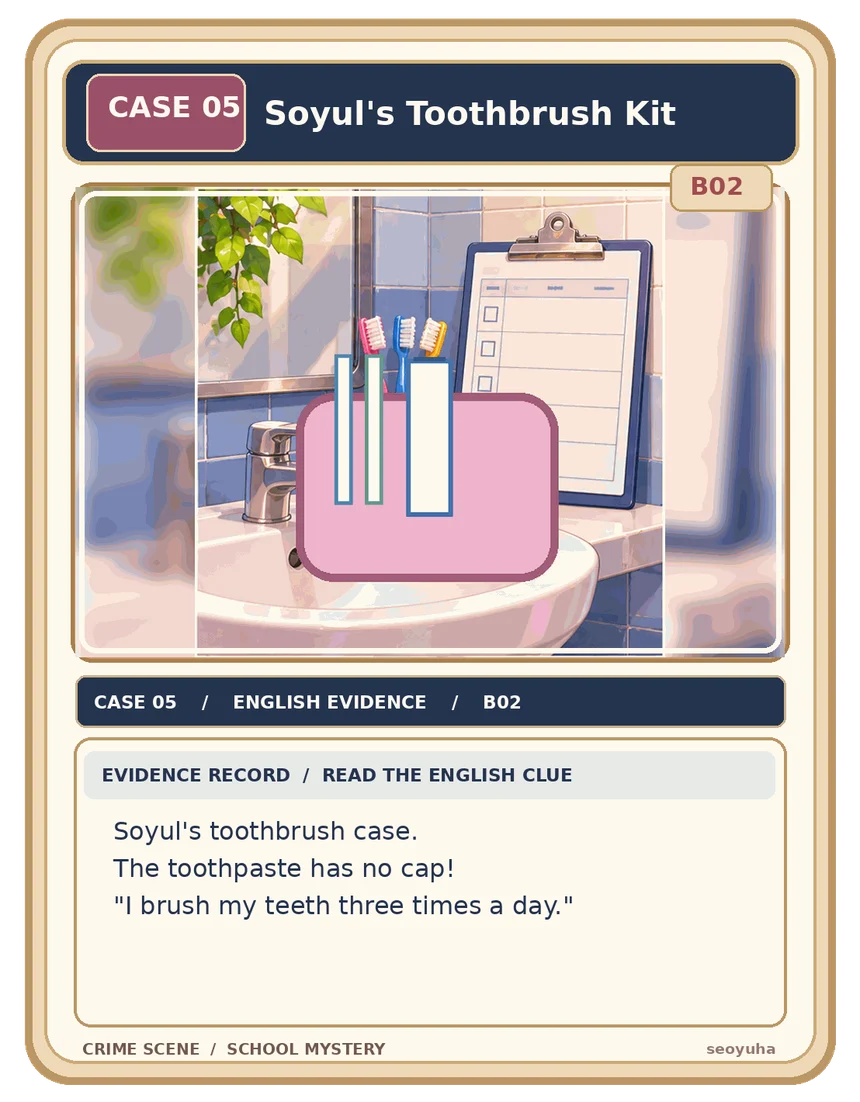 CASE 05 Soyul's Toothbrush Kit
B02
CASE 05 / ENGLISH EVIDENCE / B02
EVIDENCE RECORD / READ THE ENGLISH CLUE
Soyul's toothbrush case.
The toothpaste has no cap!
"I brush my teeth three times a day."
CRIME SCENE / SCHOOL MYSTERY
seoyuha